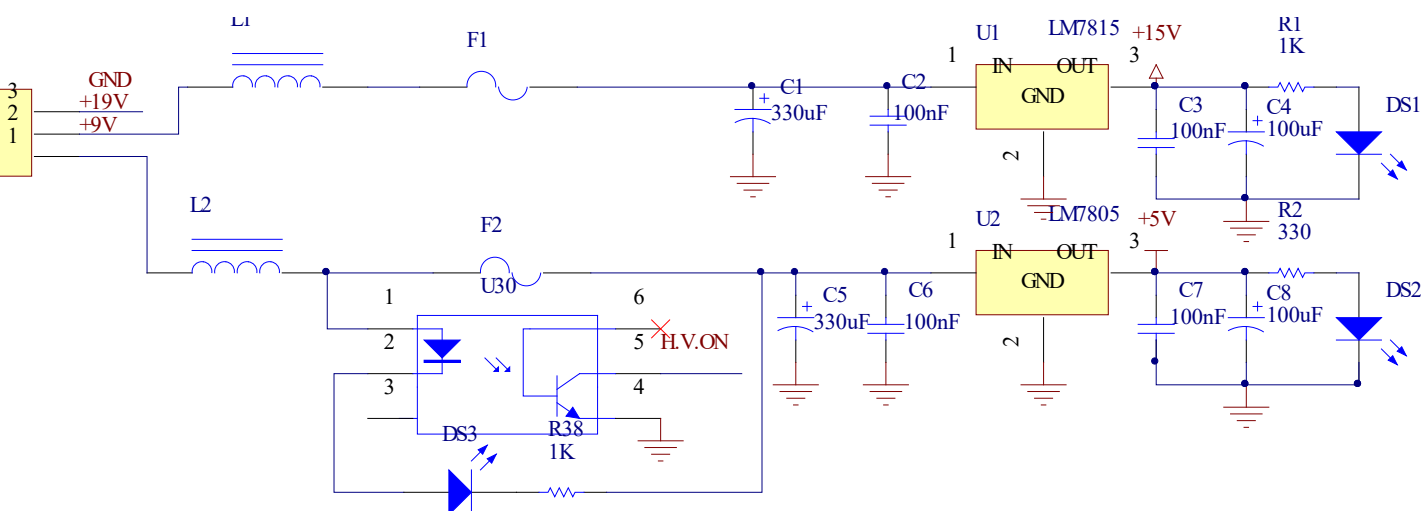 L1
F1
U1
LM7815
+15V
R1
1K
1
3
IN
OUT
GND
2
C1
330uF
C2
100nF
C3
100nF
C4
100uF
DS1
3
2
1
GND
+19V
+9V
L2
F2
U2
LM7805
+5V
R2
330
1
3
IN
OUT
GND
2
U30
1
2
3
6
5
4
H.V.ON
C5
330uF
C6
100nF
C7
100nF
C8
100uF
DS2
DS3
R38
1K